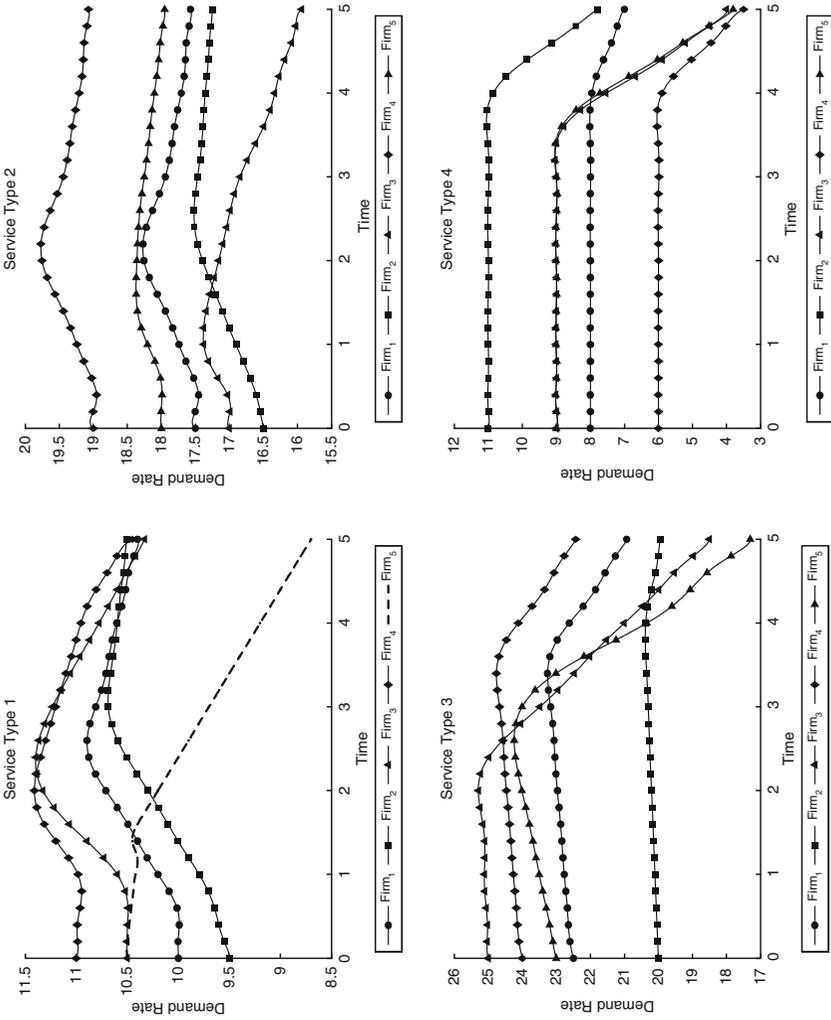 Service Type 1
11.5
11
10.5
10
9.5
9
8.5
Demand Rate
0 1 2 3 4 5
Time
Firm1 Firm2 Firm3 Firm4 Firm5
Service Type 2
20
19.5
19
18.5
18
17.5
17
16.5
16
15.5
Demand Rate
0 1 2 3 4 5
Time
Firm1 Firm2 Firm3 Firm4 Firm5
Service Type 3
26
25
24
23
22
21
20
19
18
17
Demand Rate
0 1 2 3 4 5
Time
Firm1 Firm2 Firm3 Firm4 Firm5
Service Type 4
12
11
10
9
8
7
6
5
4
3
Demand Rate
0 1 2 3 4 5
Time
Firm1 Firm2 Firm3 Firm4 Firm5